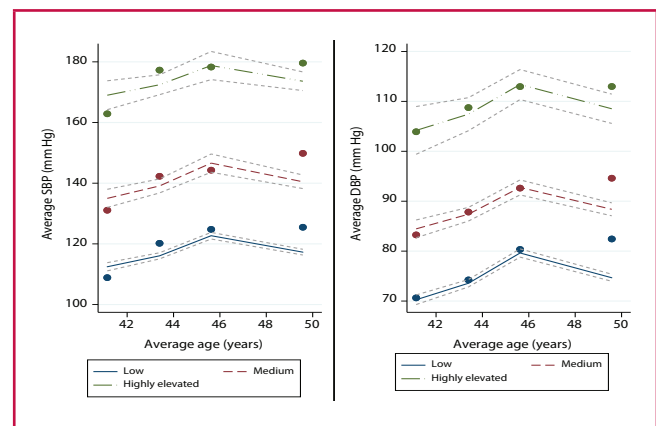 Average SBP (mm Hg)
180
160
140
120
100
42 44 46 48 50
Average age (years)
Low Medium
Highly elevated
Average DBP (mm Hg)
120
110
100
90
80
70
42 44 46 48 50
Average age (years)
Low Medium
Highly elevated